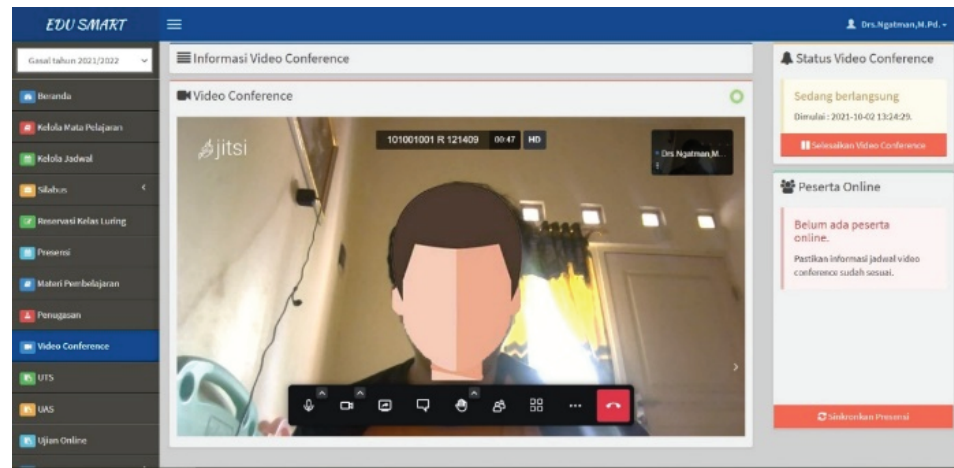 EDU SMART
Drs.Ngatman,M.Pd.
Gasal tahun 2021/2022
Beranda
Kelola Mata Pelajaran
Kelola Jadwal
Silabus
Reservasi Kelas Luring
Presensi
Materi Pembelajaran
Penugasan
Video Conference
UTS
UAS
Ujian Online
Informasi Video Conference
Video Conference
jitsi
101001001 R 121409
00:47
HD
Drs Ngatman,M...
Status Video Conference
Sedang berlangsung
Dimulai : 2021-10-02 13:24:29.
Selesaikan Video Conference
Peserta Online
Belum ada peserta
online.
Pastikan informasi jadwal video
conference sudah sesuai.
Sinkronkan Presensi